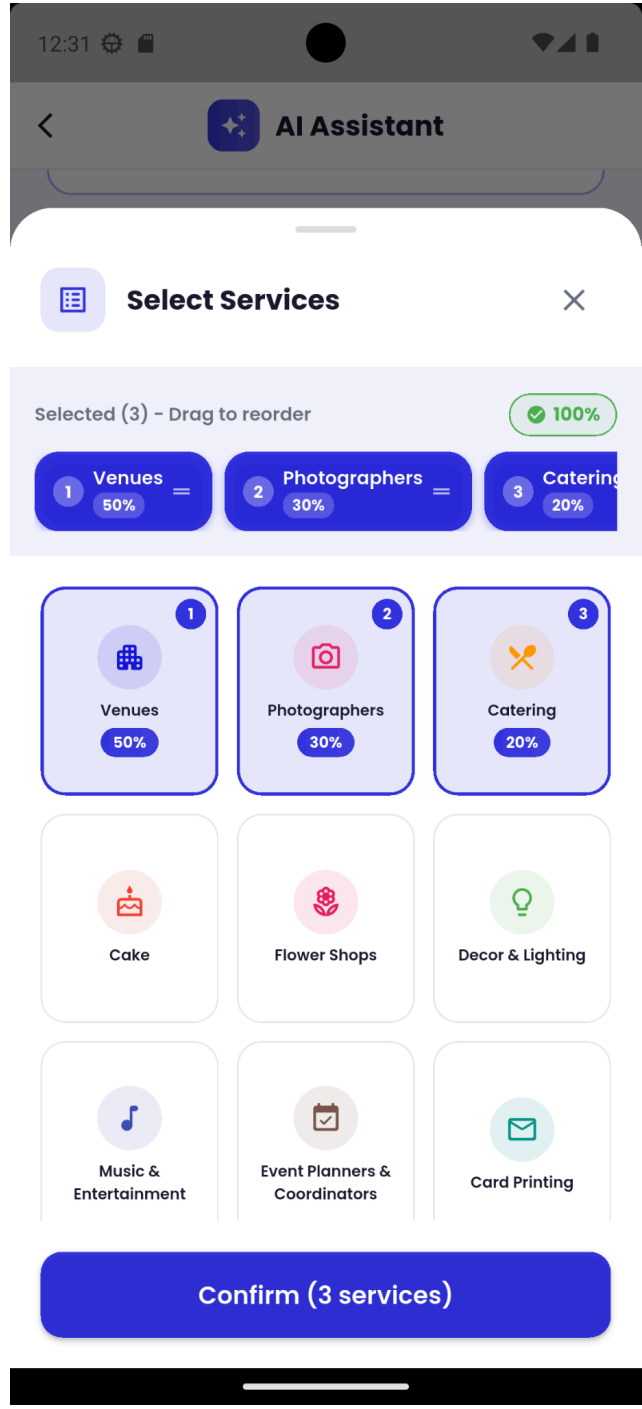 12:31
AI Assistant
Select Services
Selected (3) - Drag to reorder
100%
1 Venues
50%
2 Photographers
30%
3 Catering
20%
1
Venues
50%
2
Photographers
30%
3
Catering
20%
Cake
Flower Shops
Decor & Lighting
Music &
Entertainment
Event Planners &
Coordinators
Card Printing
Confirm (3 services)